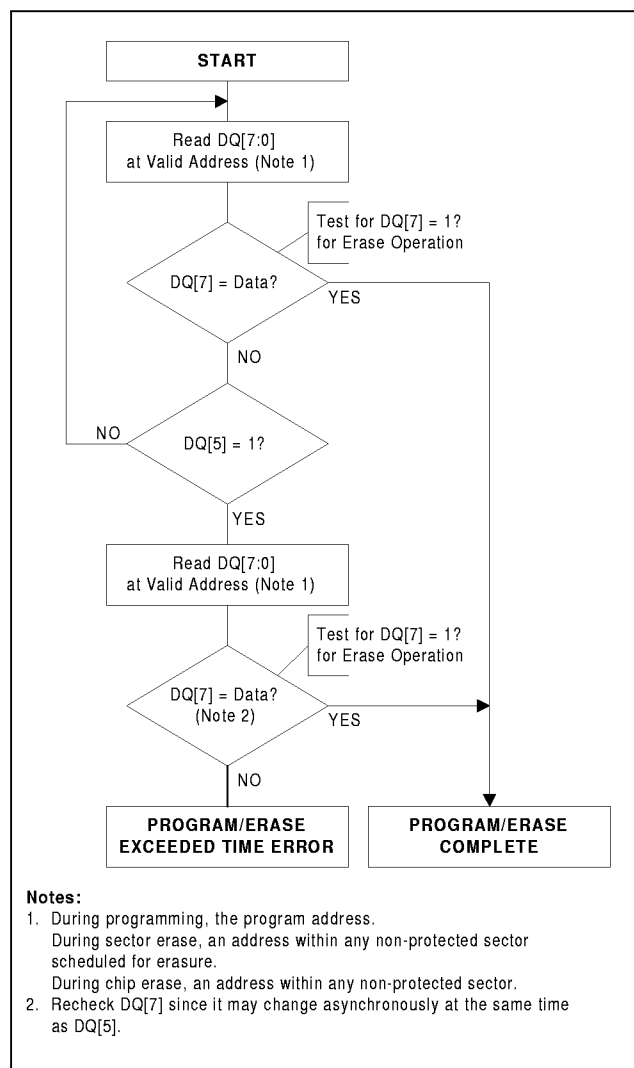 START
Read DQ[7:0]
at Valid Address (Note 1)
Test for DQ[7] = 1?
for Erase Operation
DQ[7] = Data?
YES
NO
NO
DQ[5] = 1?
YES
Read DQ[7:0]
at Valid Address (Note 1)
Test for DQ[7] = 1?
for Erase Operation
DQ[7] = Data?
(Note 2)
YES
NO
PROGRAM/ERASE
EXCEEDED TIME ERROR
PROGRAM/ERASE
COMPLETE
Notes:
1. During programming, the program address.
During sector erase, an address within any non-protected sector
scheduled for erasure.
During chip erase, an address within any non-protected sector.
2. Recheck DQ[7] since it may change asynchronously at the same time
as DQ[5].